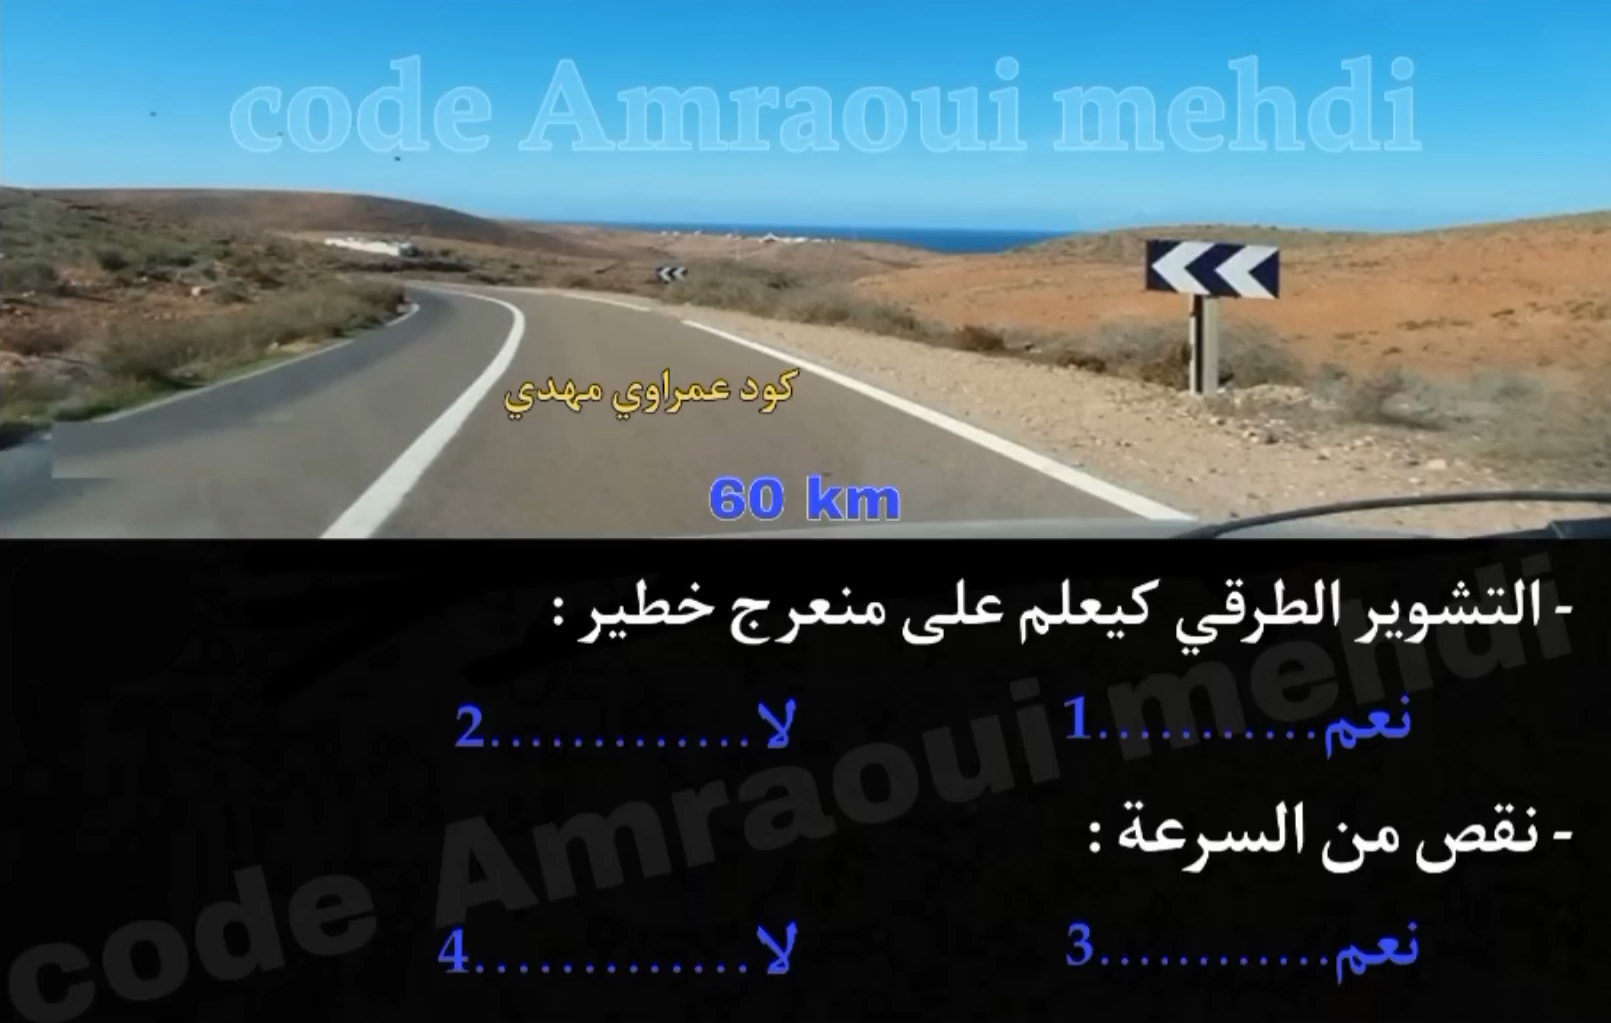 code Amraoui mehdi
كود عمراوي مهدي
60 km
- التشوير الطرقي كيعلم على منعرج خطير :
نعم...........1 لا.............2
- نقص من السرعة :
نعم............3 لا.............4
code Amraoui mehdi